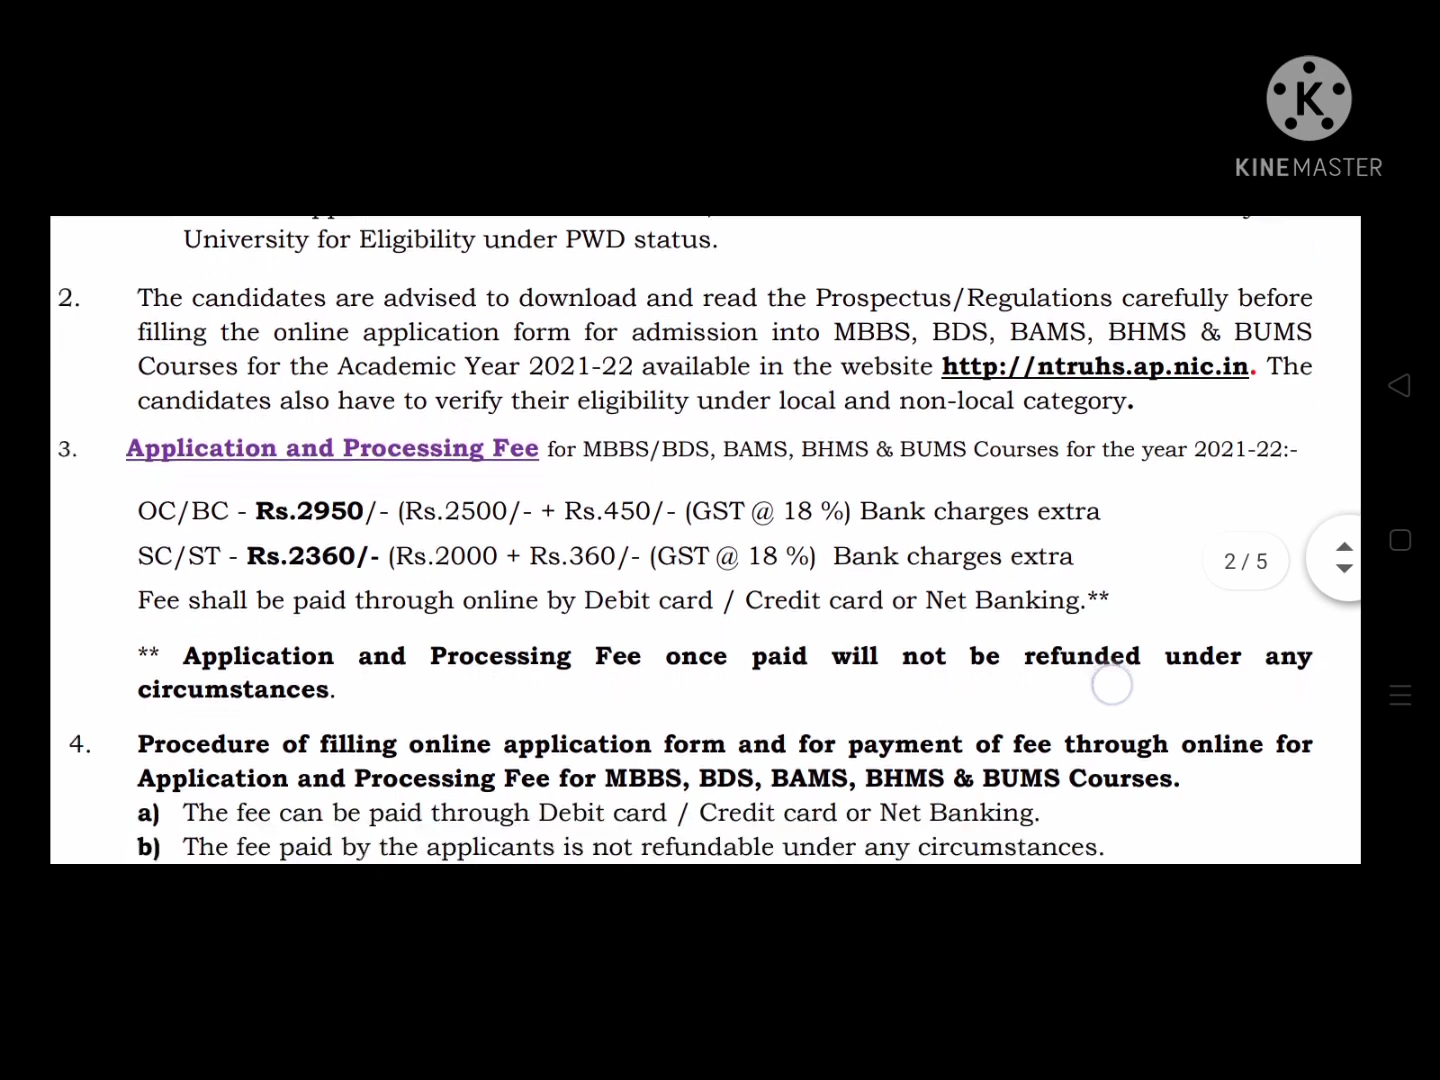 KINEMASTER
University for Eligibility under PWD status.
2. The candidates are advised to download and read the Prospectus/Regulations carefully before
filling the online application form for admission into MBBS, BDS, BAMS, BHMS & BUMS
Courses for the Academic Year 2021-22 available in the website http://ntruhs.ap.nic.in. The
candidates also have to verify their eligibility under local and non-local category.
3. Application and Processing Fee for MBBS/BDS, BAMS, BHMS & BUMS Courses for the year 2021-22:-
OC/BC - Rs.2950/- (Rs.2500/- + Rs.450/- (GST @ 18 %) Bank charges extra
SC/ST - Rs.2360/- (Rs.2000 + Rs.360/- (GST @ 18 %) Bank charges extra
2 / 5
Fee shall be paid through online by Debit card / Credit card or Net Banking.**
** Application and Processing Fee once paid will not be refunded under any
circumstances.
4. Procedure of filling online application form and for payment of fee through online for
Application and Processing Fee for MBBS, BDS, BAMS, BHMS & BUMS Courses.
a) The fee can be paid through Debit card / Credit card or Net Banking.
b) The fee paid by the applicants is not refundable under any circumstances.